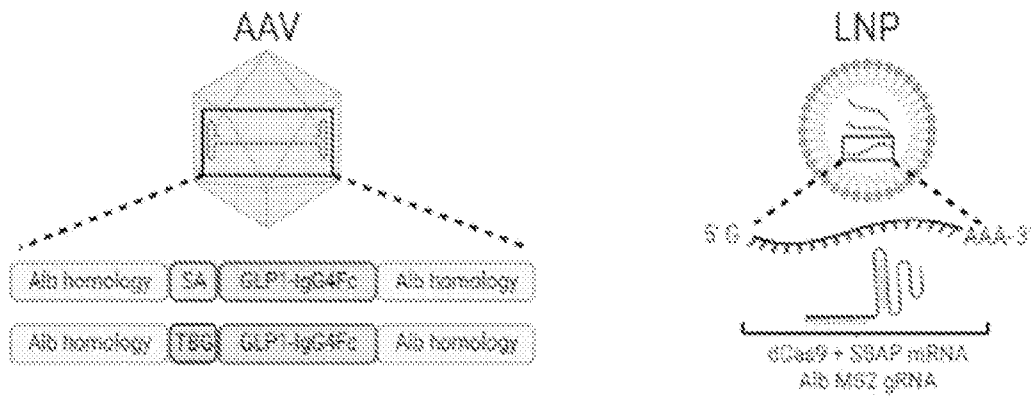 AAV
Alb homology SA GLP1-IgG4Fc Alb homology
Alb homology TBG GLP1-IgG4Fc Alb homology
LNP
5' G AAA-3'
dCas9 + SSAP mRNA
Alb MS2 gRNA